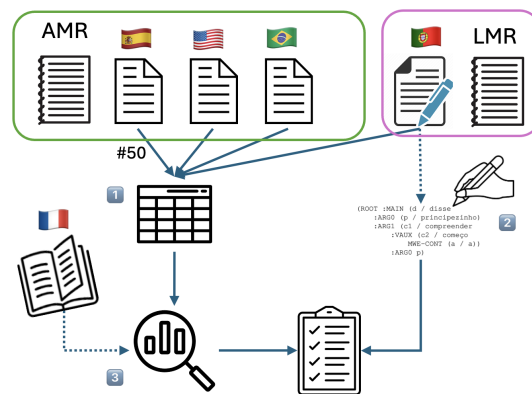 AMR
LMR
#50
1
2
(ROOT :MAIN (d / disse
:ARG0 (p / principezinho)
:ARG1 (c1 / compreender
:VAUX (c2 / começo
MWE-CONT (a / a))
:ARG0 p)
3